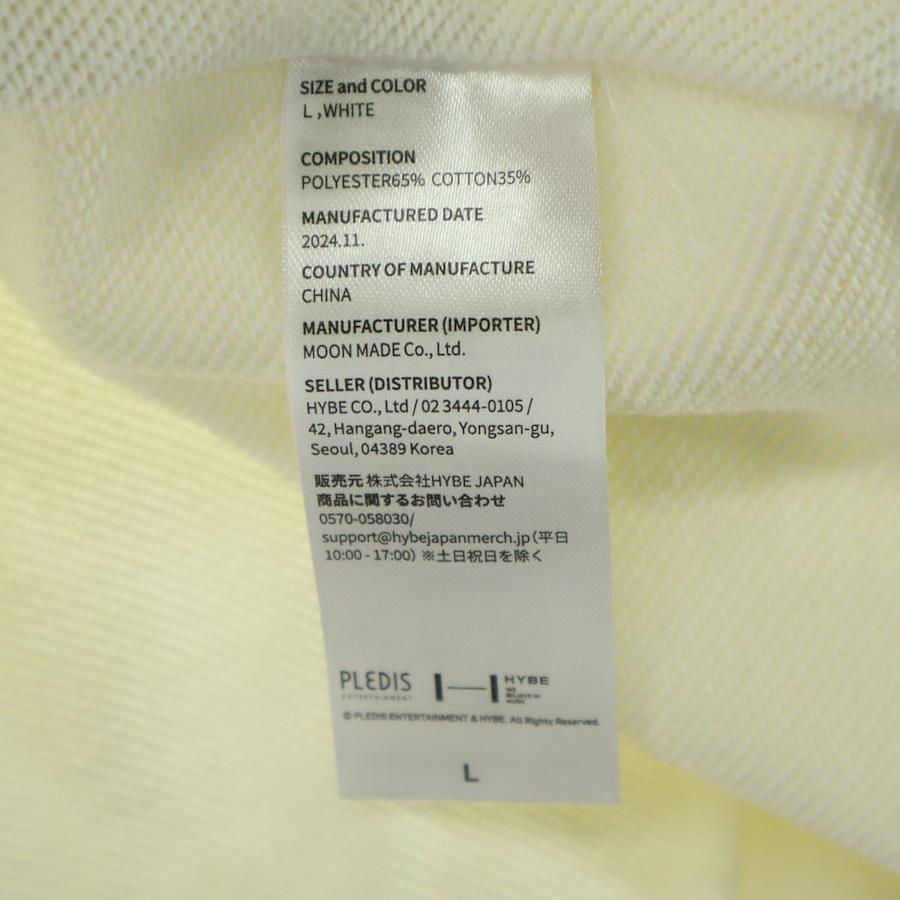 SIZE and COLOR
L ,WHITE
COMPOSITION
POLYESTER65% COTTON35%
MANUFACTURED DATE
2024.11.
COUNTRY OF MANUFACTURE
CHINA
MANUFACTURER (IMPORTER)
MOON MADE Co., Ltd.
SELLER (DISTRIBUTOR)
HYBE CO., Ltd / 02 3444-0105 /
42, Hangang-daero, Yongsan-gu,
Seoul, 04389 Korea
販売元 株式会社HYBE JAPAN
商品に関するお問い合わせ
0570-058030/
support@hybejapanmerch.jp（平日
10:00 - 17:00）※土日祝日を除く
PLEDIS
ENTERTAINMENT
HYBE
WE
BELIEVE IN
MUSIC
© PLEDIS ENTERTAINMENT & HYBE. All Rights Reserved.
L